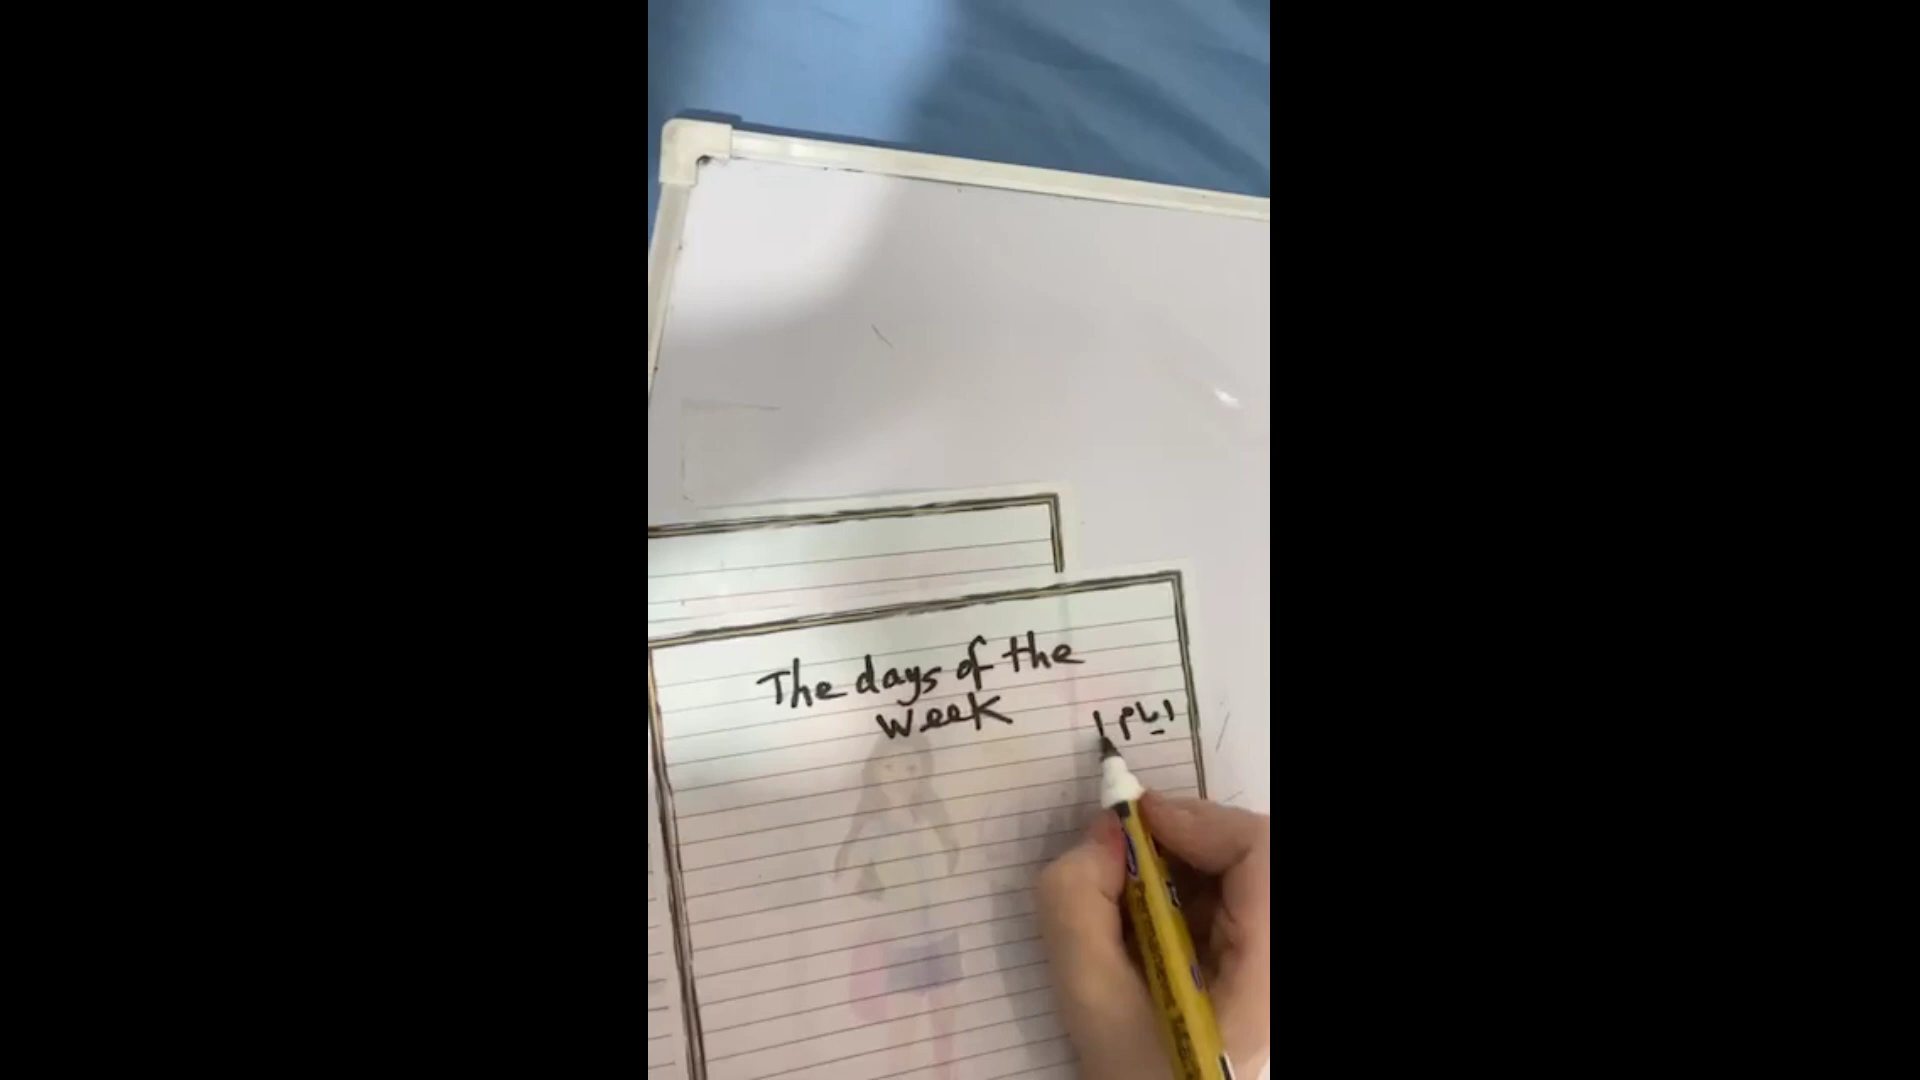 The days of the
week
ايام ا